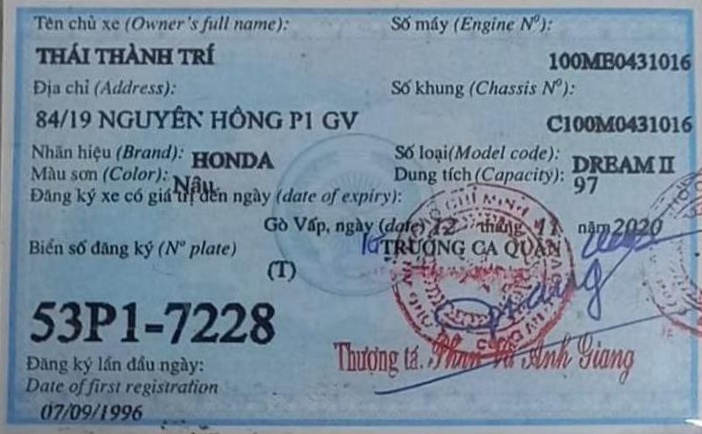 Tên chủ xe (Owner's full name):
THÁI THÀNH TRÍ
Địa chỉ (Address):
84/19 NGUYÊN HỒNG P1 GV
Nhãn hiệu (Brand): HONDA
Màu sơn (Color): Nâu
Số máy (Engine Nº):
100ME0431016
Số khung (Chassis Nº):
C100M0431016
Số loại(Model code): DREAM II
Dung tích (Capacity): 97
Đăng ký xe có giá trị đến ngày (date of expiry):
Gò Vấp, ngày (date) 12 tháng 11 năm 2020
TRƯỞNG CA QUẬN
Biển số đăng ký (Nº plate)
(T)
53P1-7228
Thượng tá. Phan Vũ Anh Giang
Đăng ký lần đầu ngày:
Date of first registration
07/09/1996